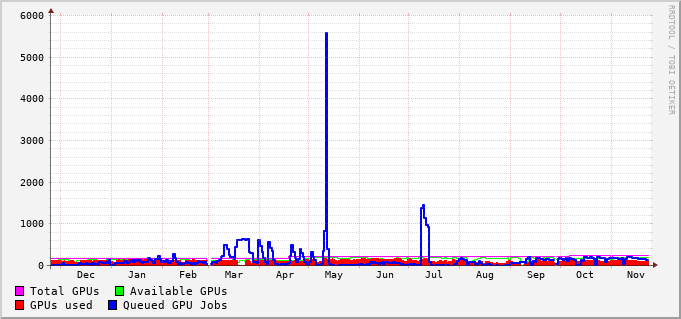 6000
5000
4000
3000
2000
1000
0
Dec Jan Feb Mar Apr May Jun Jul Aug Sep Oct Nov
Total GPUs Available GPUs
GPUs used Queued GPU Jobs
RRDTOOL / TOBI OETIKER